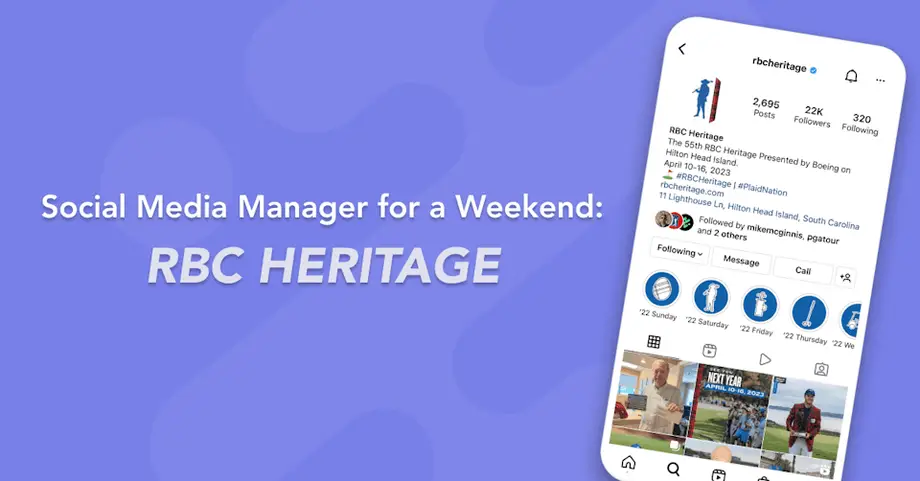 Social Media Manager for a Weekend:
RBC HERITAGE
rbcheritage
2,695
Posts
22K
Followers
320
Following
RBC Heritage
The 55th RBC Heritage Presented by Boeing on
Hilton Head Island.
April 10-16, 2023
⛳ #RBCHeritage | #PlaidNation
rbcheritage.com
11 Lighthouse Ln, Hilton Head Island, South Carolina
Followed by mikemcginnis, pgatour
and 2 others
Following
Message
Call
'22 Sunday
'22 Saturday
'22 Friday
'22 Thursday
'22 We
NEXT YEAR
APRIL 10-16, 2023